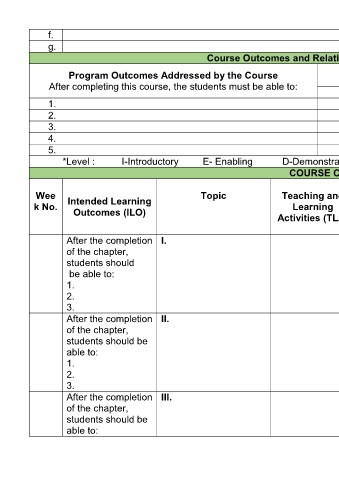 f.
g.
Course Outcomes and Relati
Program Outcomes Addressed by the Course
After completing this course, the students must be able to:
1.
2.
3.
4.
5.
*Level : I-Introductory E- Enabling D-Demonstra
COURSE C
Wee
k No.
Intended Learning
Outcomes (ILO)
Topic
Teaching an
Learning
Activities (TL
After the completion
of the chapter,
students should
be able to:
1.
2.
3.
I.
After the completion
of the chapter,
students should be
able to:
1.
2.
3.
II.
After the completion
of the chapter,
students should be
able to:
III.